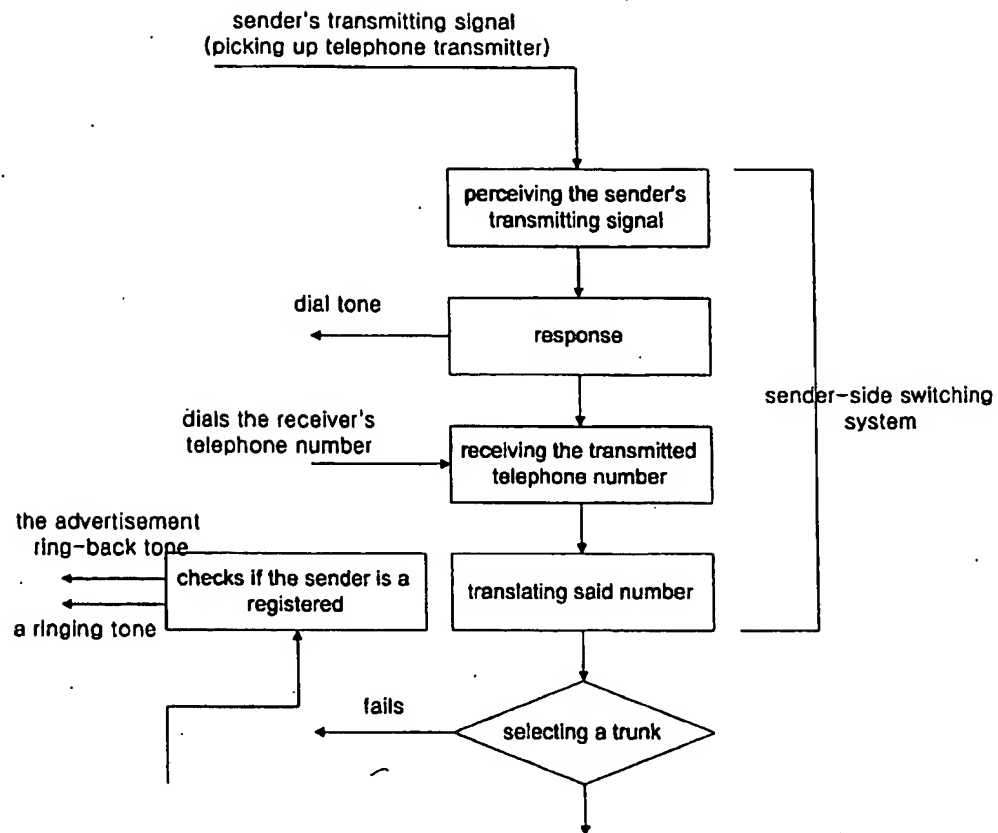 sender's transmitting signal
(picking up telephone transmitter)
perceiving the sender's
transmitting signal
dial tone
response
sender-side switching
system
dials the receiver's
telephone number
receiving the transmitted
telephone number
the advertisement
ring-back tone
checks if the sender is a
registered
a ringing tone
translating said number
fails
selecting a trunk